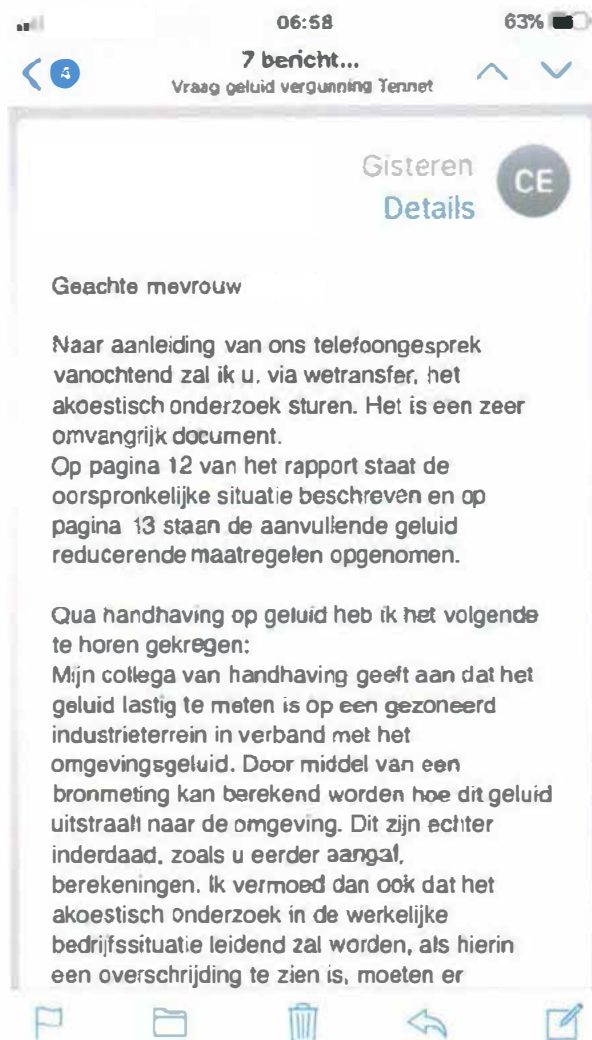 06:58
63%
4
7 bericht...
Vraag geluid vergunning Tennet
Gisteren
CE
Details
Geachte mevrouw
Naar aanleiding van ons telefoongesprek
vanochtend zal ik u, via wetransfer, het
akoestisch onderzoek sturen. Het is een zeer
omvangrijk document.
Op pagina 12 van het rapport staat de
oorspronkelijke situatie beschreven en op
pagina 13 staan de aanvullende geluid
reducerende maatregelen opgenomen.
Qua handhaving op geluid heb ik het volgende
te horen gekregen:
Mijn collega van handhaving geeft aan dat het
geluid lastig te meten is op een gezoneerd
industrieterrein in verband met het
omgevingsgeluid. Door middel van een
bronmeting kan berekend worden hoe dit geluid
uitstraalt naar de omgeving. Dit zijn echter
inderdaad, zoals u eerder aangaf,
berekeningen. Ik vermoed dan ook dat het
akoestisch onderzoek in de werkelijke
bedrijfssituatie leidend zal worden, als hierin
een overschrijding te zien is, moeten er